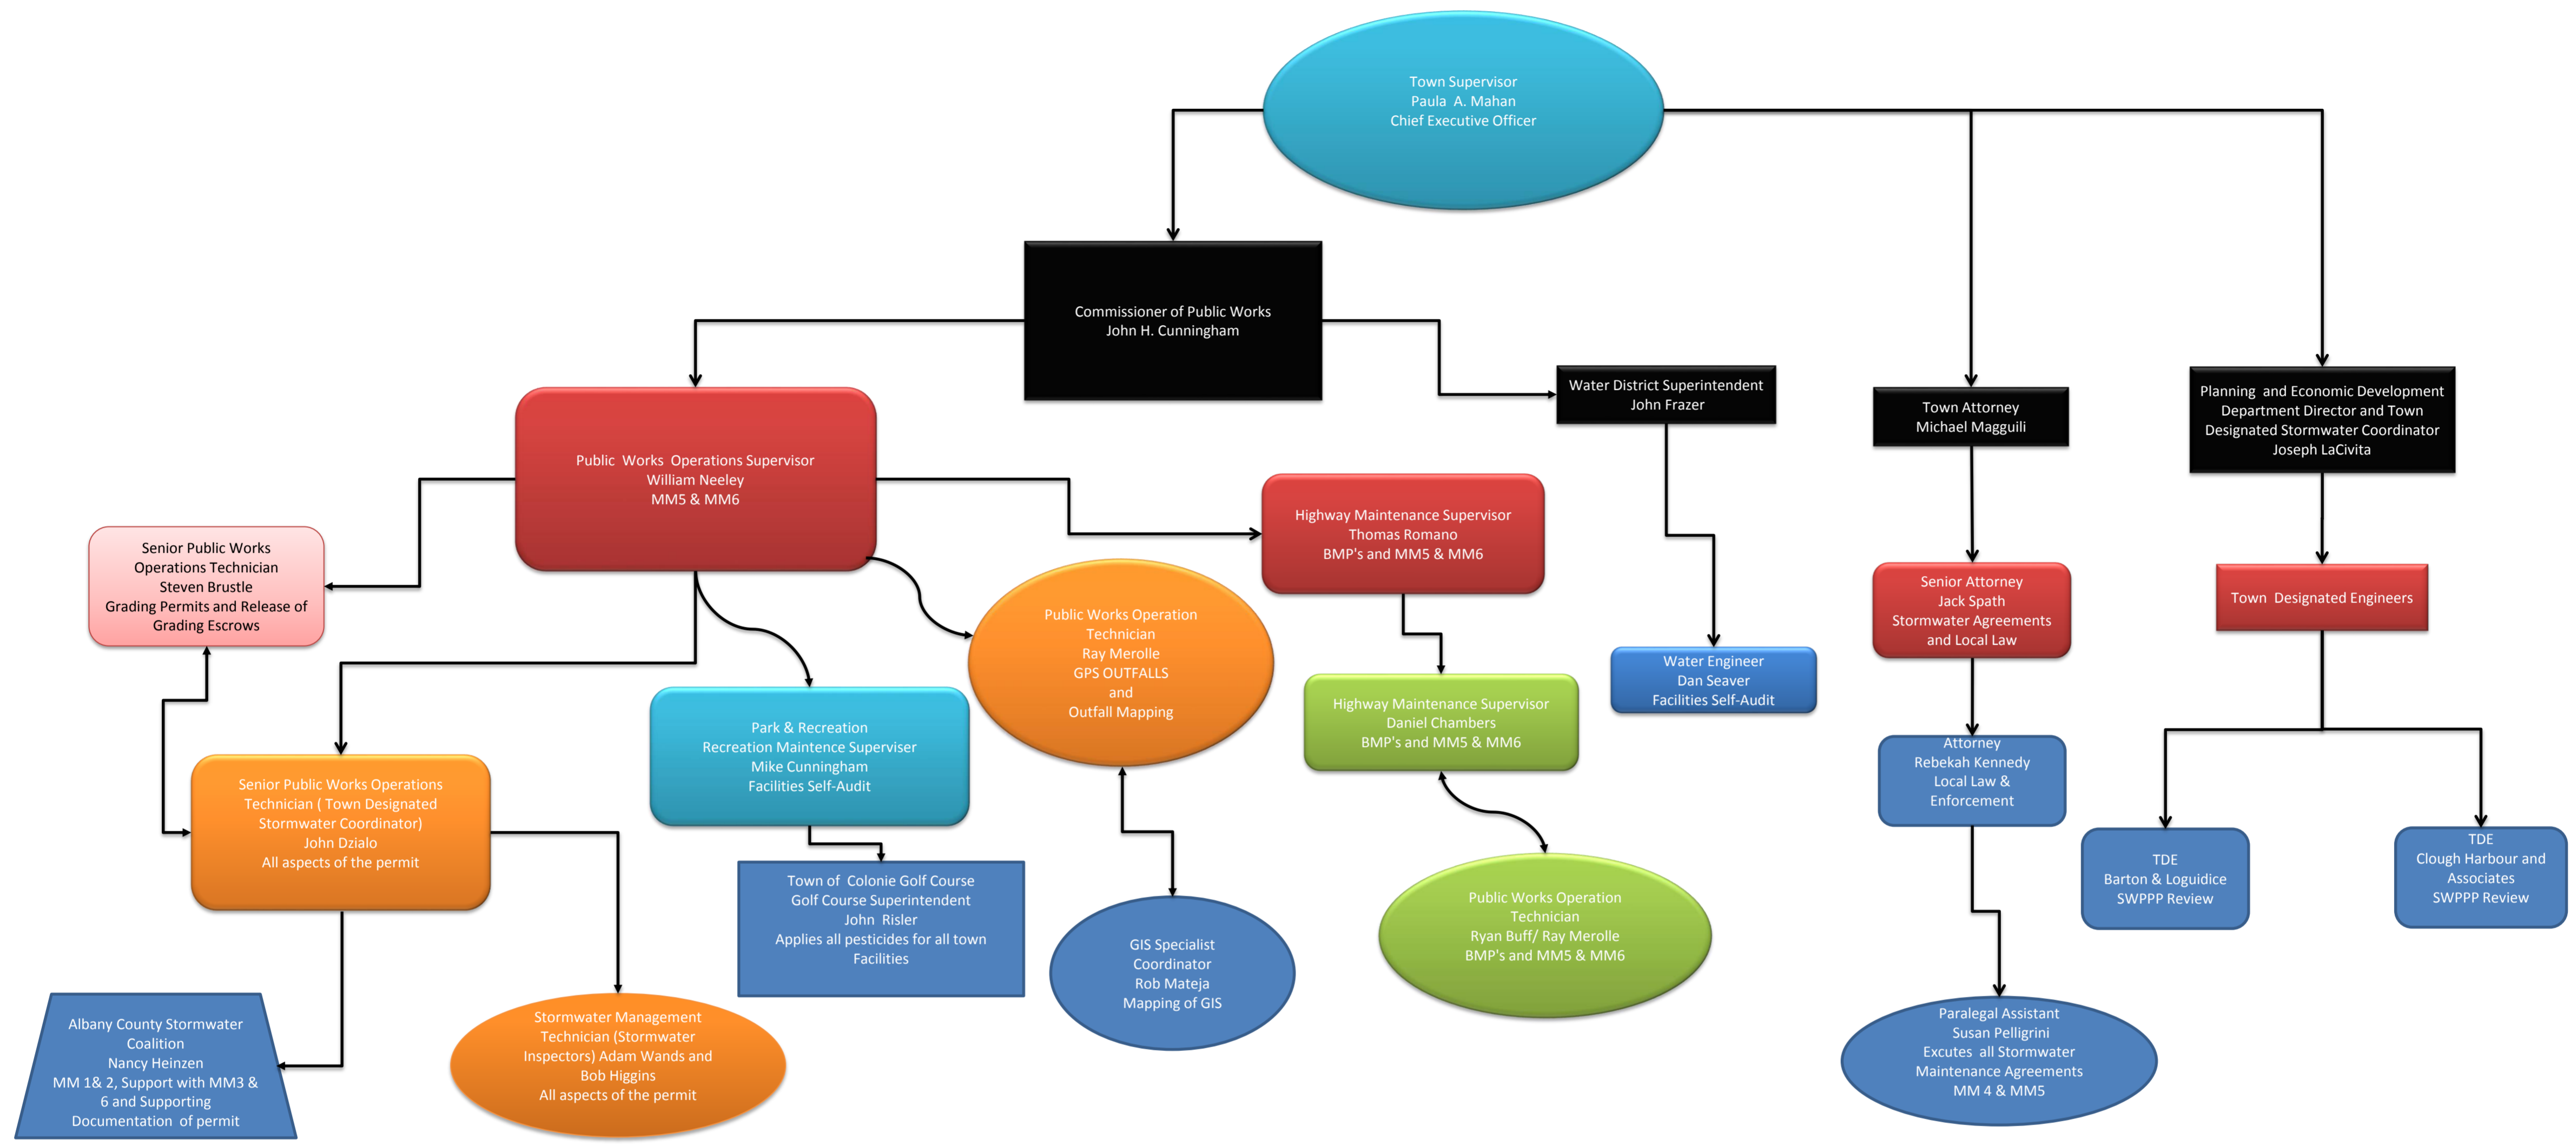 Town Supervisor
Paula A. Mahan
Chief Executive Officer
Commissioner of Public Works
John H. Cunningham
Water District Superintendent
John Frazer
Town Attorney
Michael Magguili
Planning and Economic Development
Department Director and Town
Designated Stormwater Coordinator
Joseph LaCivita
Public Works Operations Supervisor
William Neeley
MM5 & MM6
Highway Maintenance Supervisor
Thomas Romano
BMP's and MM5 & MM6
Senior Public Works
Operations Technician
Steven Brustle
Grading Permits and Release of
Grading Escrows
Public Works Operation
Technician
Ray Merolle
GPS OUTFALLS
and
Outfall Mapping
Senior Attorney
Jack Spath
Stormwater Agreements
and Local Law
Town Designated Engineers
Water Engineer
Dan Seaver
Facilities Self-Audit
Highway Maintenance Supervisor
Daniel Chambers
BMP's and MM5 & MM6
Park & Recreation
Recreation Maintence Superviser
Mike Cunningham
Facilities Self-Audit
Attorney
Rebekah Kennedy
Local Law &
Enforcement
Senior Public Works Operations
Technician ( Town Designated
Stormwater Coordinator)
John Dzialo
All aspects of the permit
TDE
Barton & Loguidice
SWPPP Review
TDE
Clough Harbour and
Associates
SWPPP Review
Town of Colonie Golf Course
Golf Course Superintendent
John Risler
Applies all pesticides for all town
Facilities
Public Works Operation
Technician
Ryan Buff/ Ray Merolle
BMP's and MM5 & MM6
GIS Specialist
Coordinator
Rob Mateja
Mapping of GIS
Albany County Stormwater
Coalition
Nancy Heinzen
MM 1& 2, Support with MM3 &
6 and Supporting
Documentation of permit
Stormwater Management
Technician (Stormwater
Inspectors) Adam Wands and
Bob Higgins
All aspects of the permit
Paralegal Assistant
Susan Pelligrini
Excutes all Stormwater
Maintenance Agreements
MM 4 & MM5